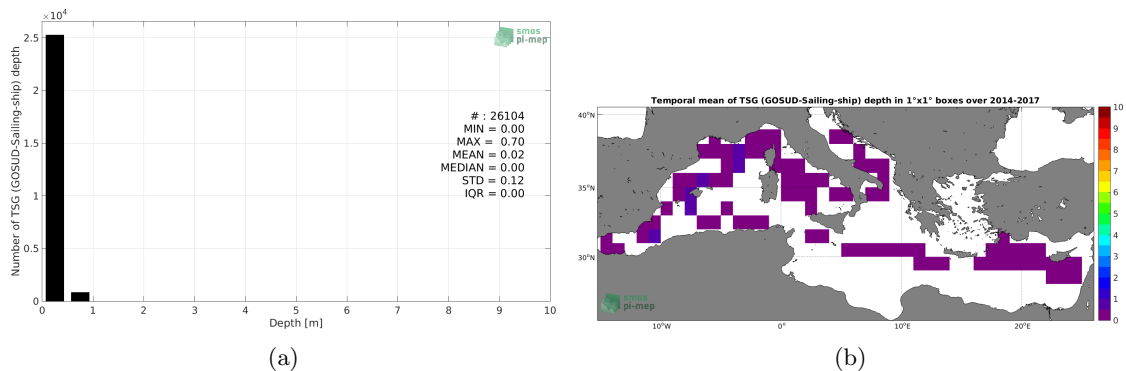 ×10⁴
2.5
2
1.5
1
0.5
0
Number of TSG (GOSUD-Sailing-ship) depth
smos
pi-mep
# : 26104
MIN = 0.00
MAX = 0.70
MEAN = 0.02
MEDIAN = 0.00
STD = 0.12
IQR = 0.00
0 1 2 3 4 5 6 7 8 9 10
Depth [m]
(a)
Temporal mean of TSG (GOSUD-Sailing-ship) depth in 1°x1° boxes over 2014-2017
40°N
35°N
30°N
smos
pi-mep
10°W 0° 10°E 20°E
10
9
8
7
6
5
4
3
2
1
0
(b)